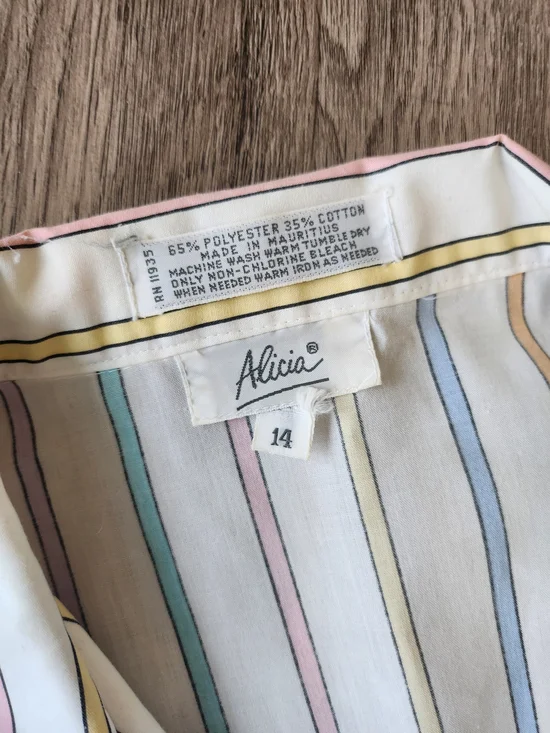 65% POLYESTER 35% COTTON
MADE IN MAURITIUS
MACHINE WASH WARM TUMBLE DRY
ONLY NON-CHLORINE BLEACH
WHEN NEEDED WARM IRON AS NEEDED
RN 11935
Alicia®
14